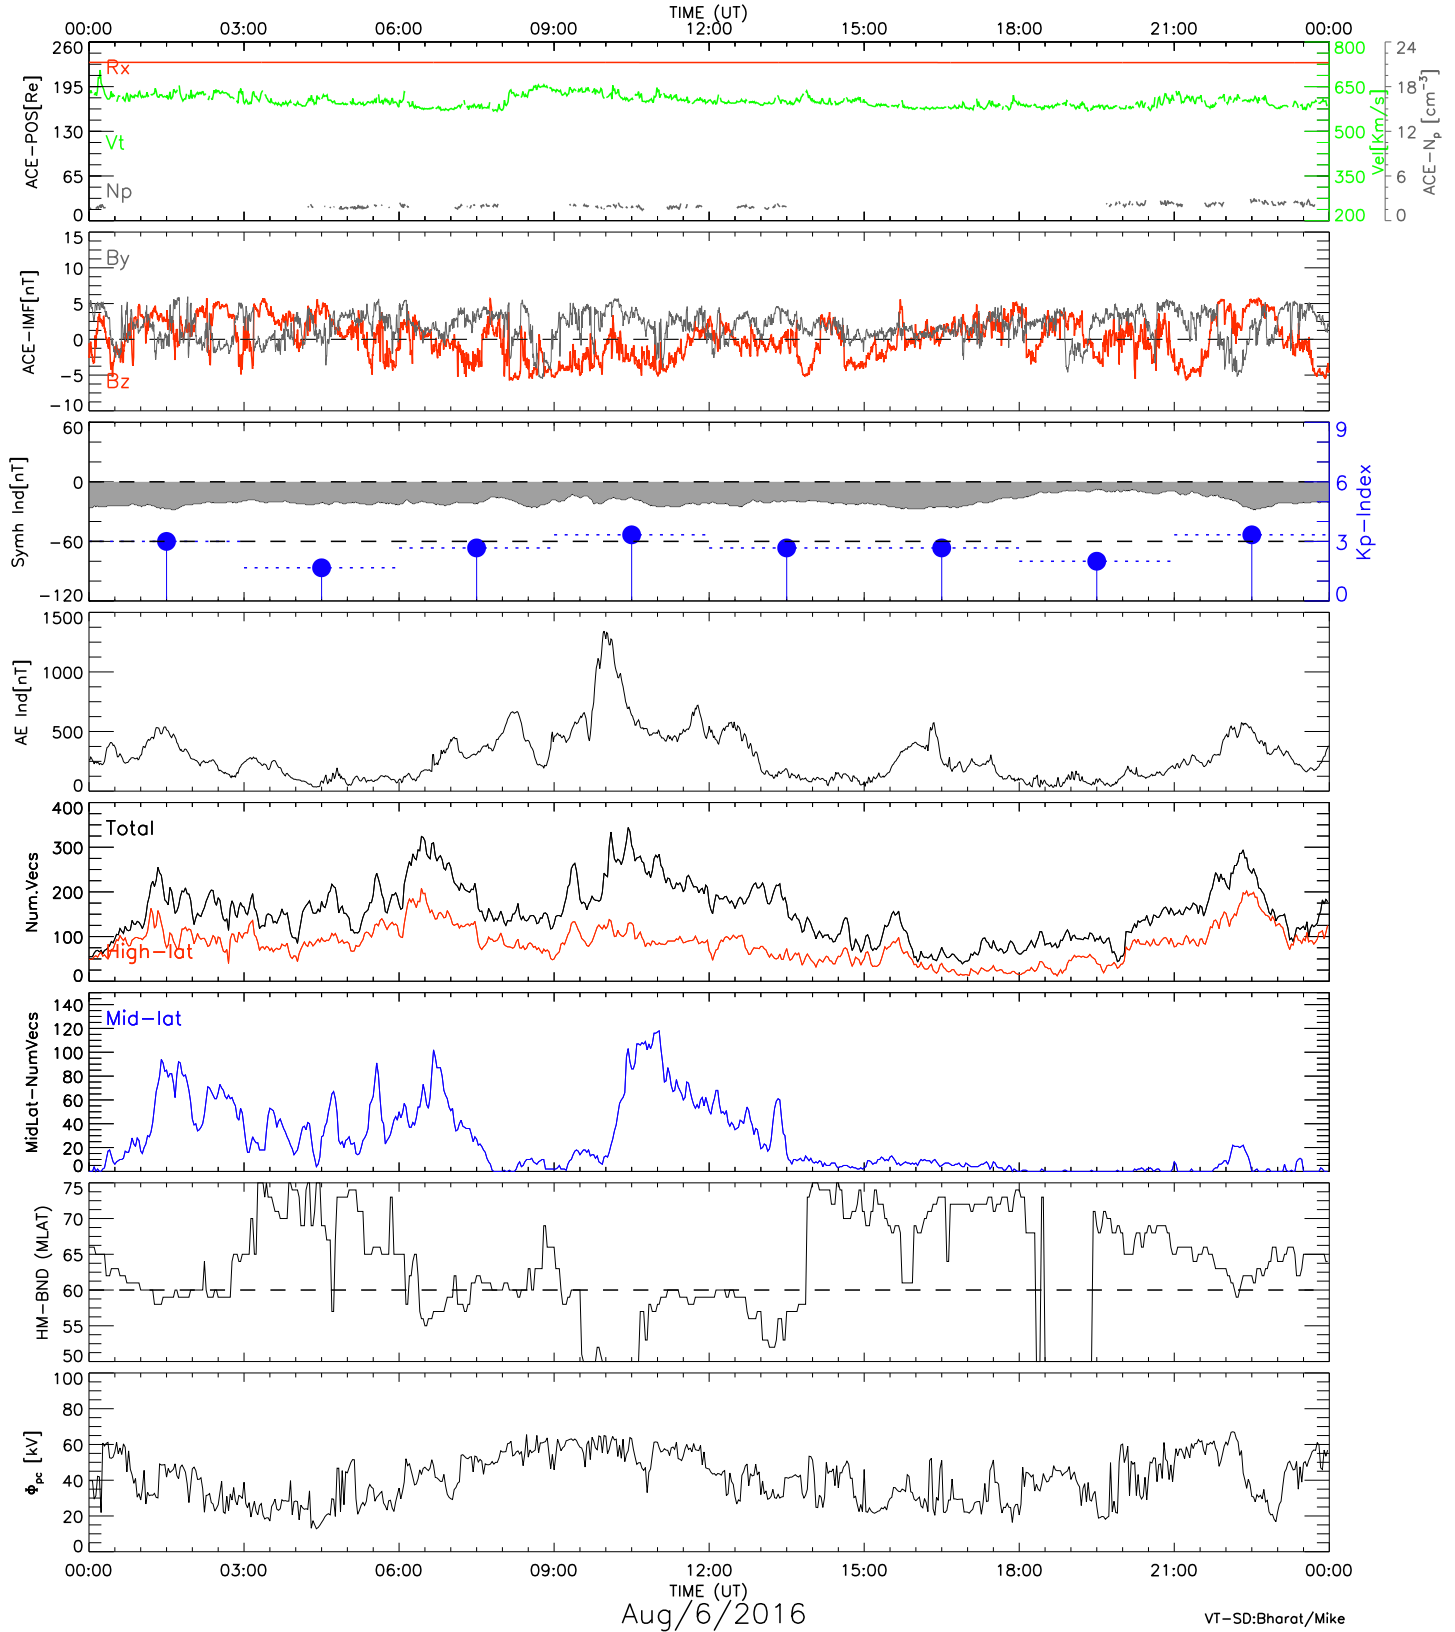 TIME (UT)
00:00 03:00 06:00 09:00 12:00 15:00 18:00 21:00 00:00
260 195 130 65 0
ACE-POS[Re]
Rx
Vt
Np
800 650 500 350 200
Vel[Km/s]
24 18 12 6 0
ACE-Np [cm-3]
15 10 5 0 -5 -10
ACE-IMF[nT]
By
Bz
60 0 -60 -120
Symh Ind[nT]
9 6 3 0
Kp-Index
1500 1000 500 0
AE Ind[nT]
400 300 200 100 0
Num.Vecs
Total
High-lat
140 120 100 80 60 40 20 0
MidLat-NumVecs
Mid-lat
75 70 65 60 55 50
HM-BND (MLAT)
100 80 60 40 20 0
Φpc [kV]
00:00 03:00 06:00 09:00 12:00 15:00 18:00 21:00 00:00
TIME (UT)
Aug/6/2016
VT-SD:Bharat/Mike